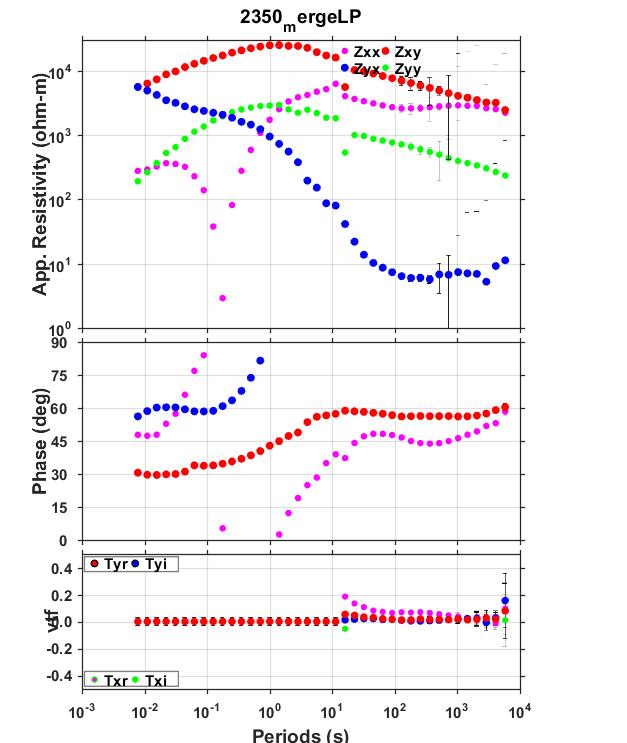 2350_mergeLP
Zxx Zxy
Zyx Zyy
App. Resistivity (ohm-m)
10^4
10^3
10^2
10^1
10^0
Phase (deg)
90
75
60
45
30
15
0
Tyr Tyi
vtf
0.4
0.2
0.0
-0.2
-0.4
Txr Txi
10^-3 10^-2 10^-1 10^0 10^1 10^2 10^3 10^4
Periods (s)